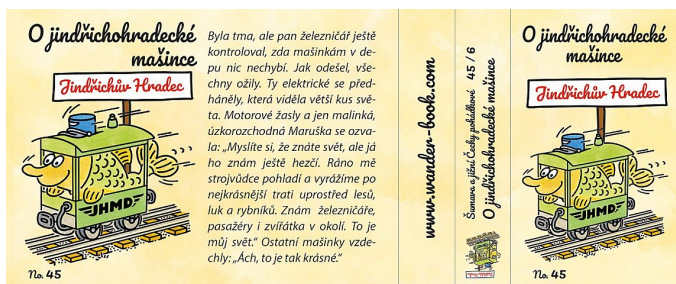 O jindřichohradecké
mašince
Jindřichův Hradec
JHMD
No. 45
Byla tma, ale pan železničář ještě
kontroloval, zda mašinkám v de-
pu nic nechybí. Jak odešel, vše-
chny ožily. Ty elektrické se před-
háněly, která viděla větší kus svě-
ta. Motorové žasly a jen malinká,
úzkorozchodná Maruška se ozva-
la: „Myslíte si, že znáte svět, ale já
ho znám ještě hezčí. Ráno mě
strojvůdce pohladí a vyrážíme po
nejkrásnější trati uprostřed lesů,
luk a rybníků. Znám železničáře,
pasažéry i zvířátka v okolí. To je
můj svět.“ Ostatní mašinky vzde-
chly: „Ách, to je tak krásné.“
www.wander-book.com
Šumava a jižní Čechy pohádkové 45 / 6
O jindřichohradecké mašince
O jindřichohradecké
mašince
Jindřichův Hradec
JHMD
No. 45